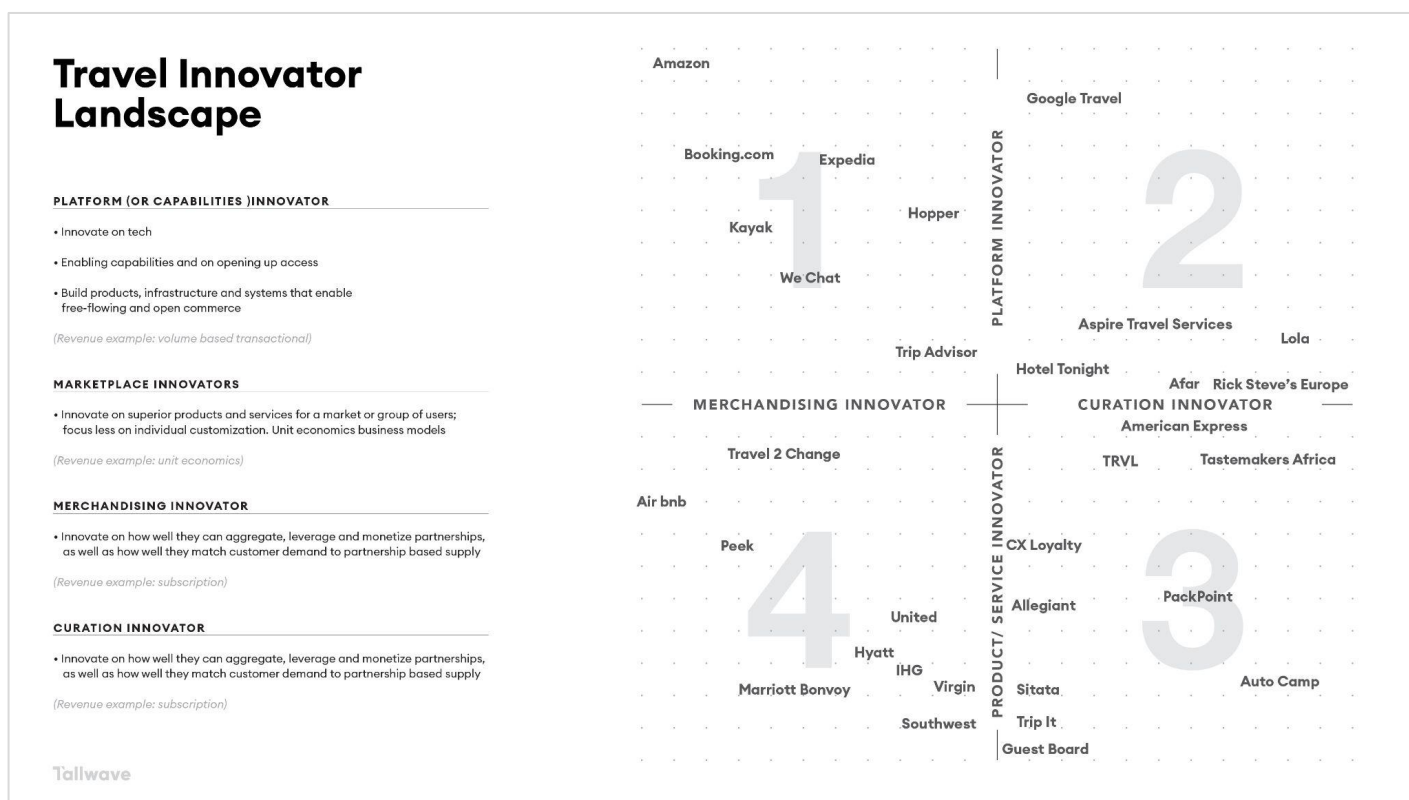 Travel Innovator
Landscape
PLATFORM (OR CAPABILITIES )INNOVATOR
• Innovate on tech
• Enabling capabilities and on opening up access
• Build products, infrastructure and systems that enable
free-flowing and open commerce
(Revenue example: volume based transactional)
MARKETPLACE INNOVATORS
• Innovate on superior products and services for a market or group of users;
focus less on individual customization. Unit economics business models
(Revenue example: unit economics)
MERCHANDISING INNOVATOR
• Innovate on how well they can aggregate, leverage and monetize partnerships,
as well as how well they match customer demand to partnership based supply
(Revenue example: subscription)
CURATION INNOVATOR
• Innovate on how well they can aggregate, leverage and monetize partnerships,
as well as how well they match customer demand to partnership based supply
(Revenue example: subscription)
Tallwave
PLATFORM INNOVATOR
MERCHANDISING INNOVATOR
CURATION INNOVATOR
PRODUCT/ SERVICE INNOVATOR
1
Amazon
Booking.com
Expedia
Hopper
Kayak
We Chat
Trip Advisor
2
Google Travel
Aspire Travel Services
Lola
Hotel Tonight
Afar
Rick Steve's Europe
3
American Express
TRVL
Tastemakers Africa
CX Loyalty
PackPoint
Allegiant
Auto Camp
Sitata
Trip It
Guest Board
4
Travel 2 Change
Air bnb
Peek
United
Hyatt
IHG
Virgin
Marriott Bonvoy
Southwest